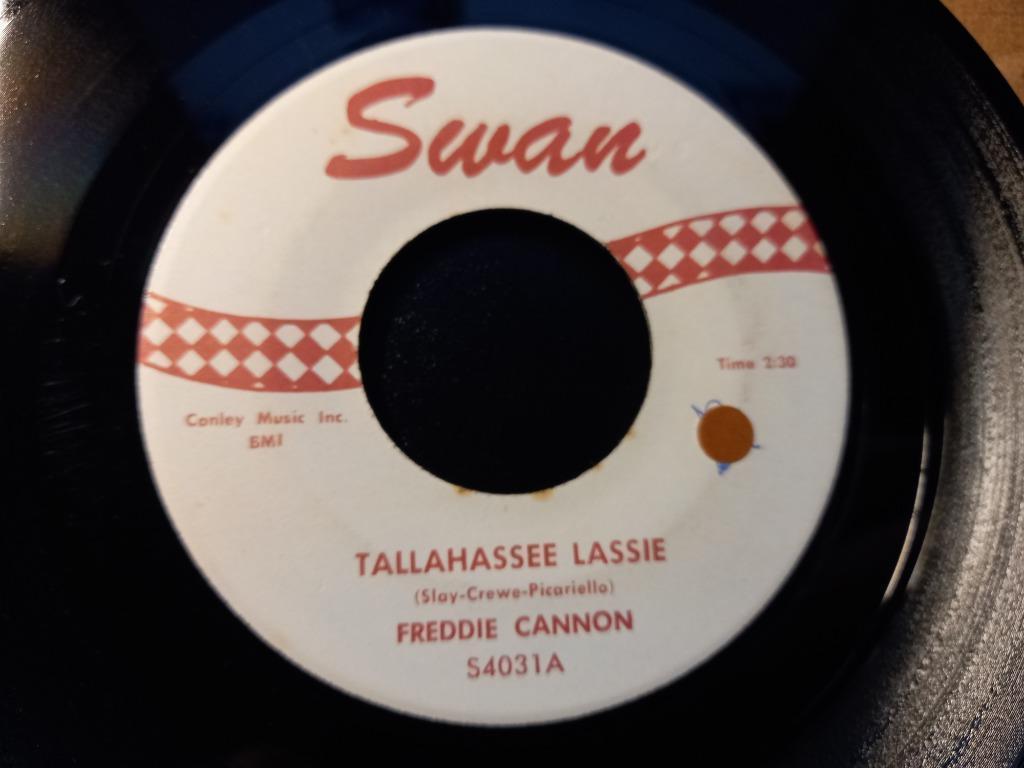 Swan
Time 2:30
Conley Music Inc.
BMI
TALLAHASSEE LASSIE
(Slay-Crewe-Picariello)
FREDDIE CANNON
S4031A